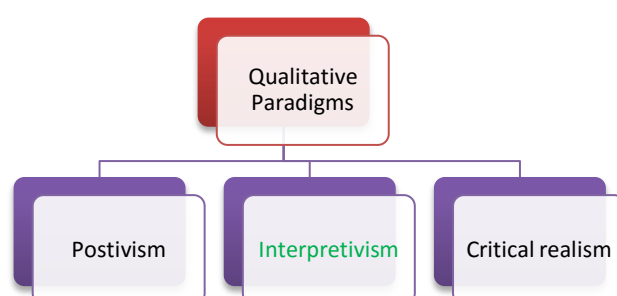 Qualitative
Paradigms
Postivism
Interpretivism
Critical realism